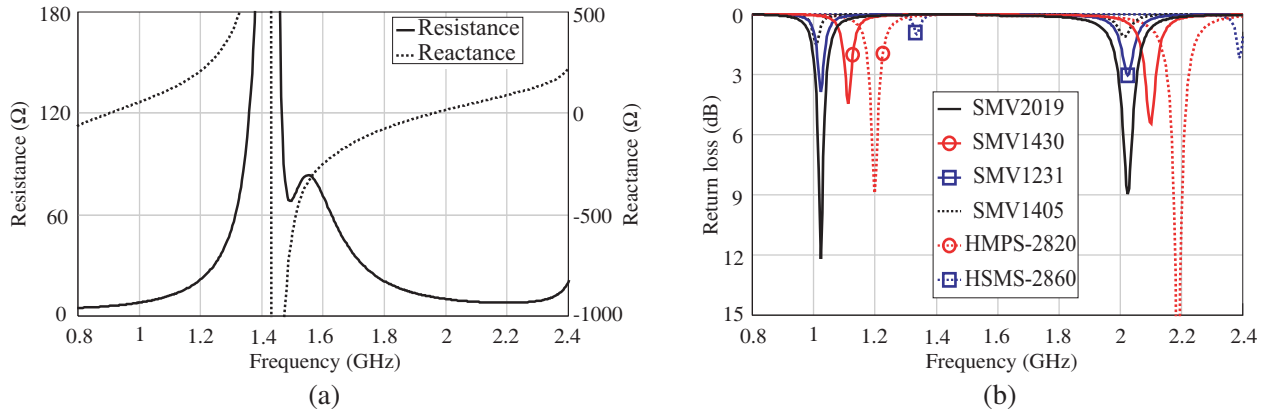 180
120
60
0
500
0
-500
-1000
0.8 1 1.2 1.4 1.6 1.8 2 2.2 2.4
Resistance (Ω)
Reactance (Ω)
Frequency (GHz)
Resistance
Reactance
(a)
0
3
6
9
12
15
0.8 1 1.2 1.4 1.6 1.8 2 2.2 2.4
Return loss (dB)
Frequency (GHz)
SMV2019
SMV1430
SMV1231
SMV1405
HMPS-2820
HSMS-2860
(b)